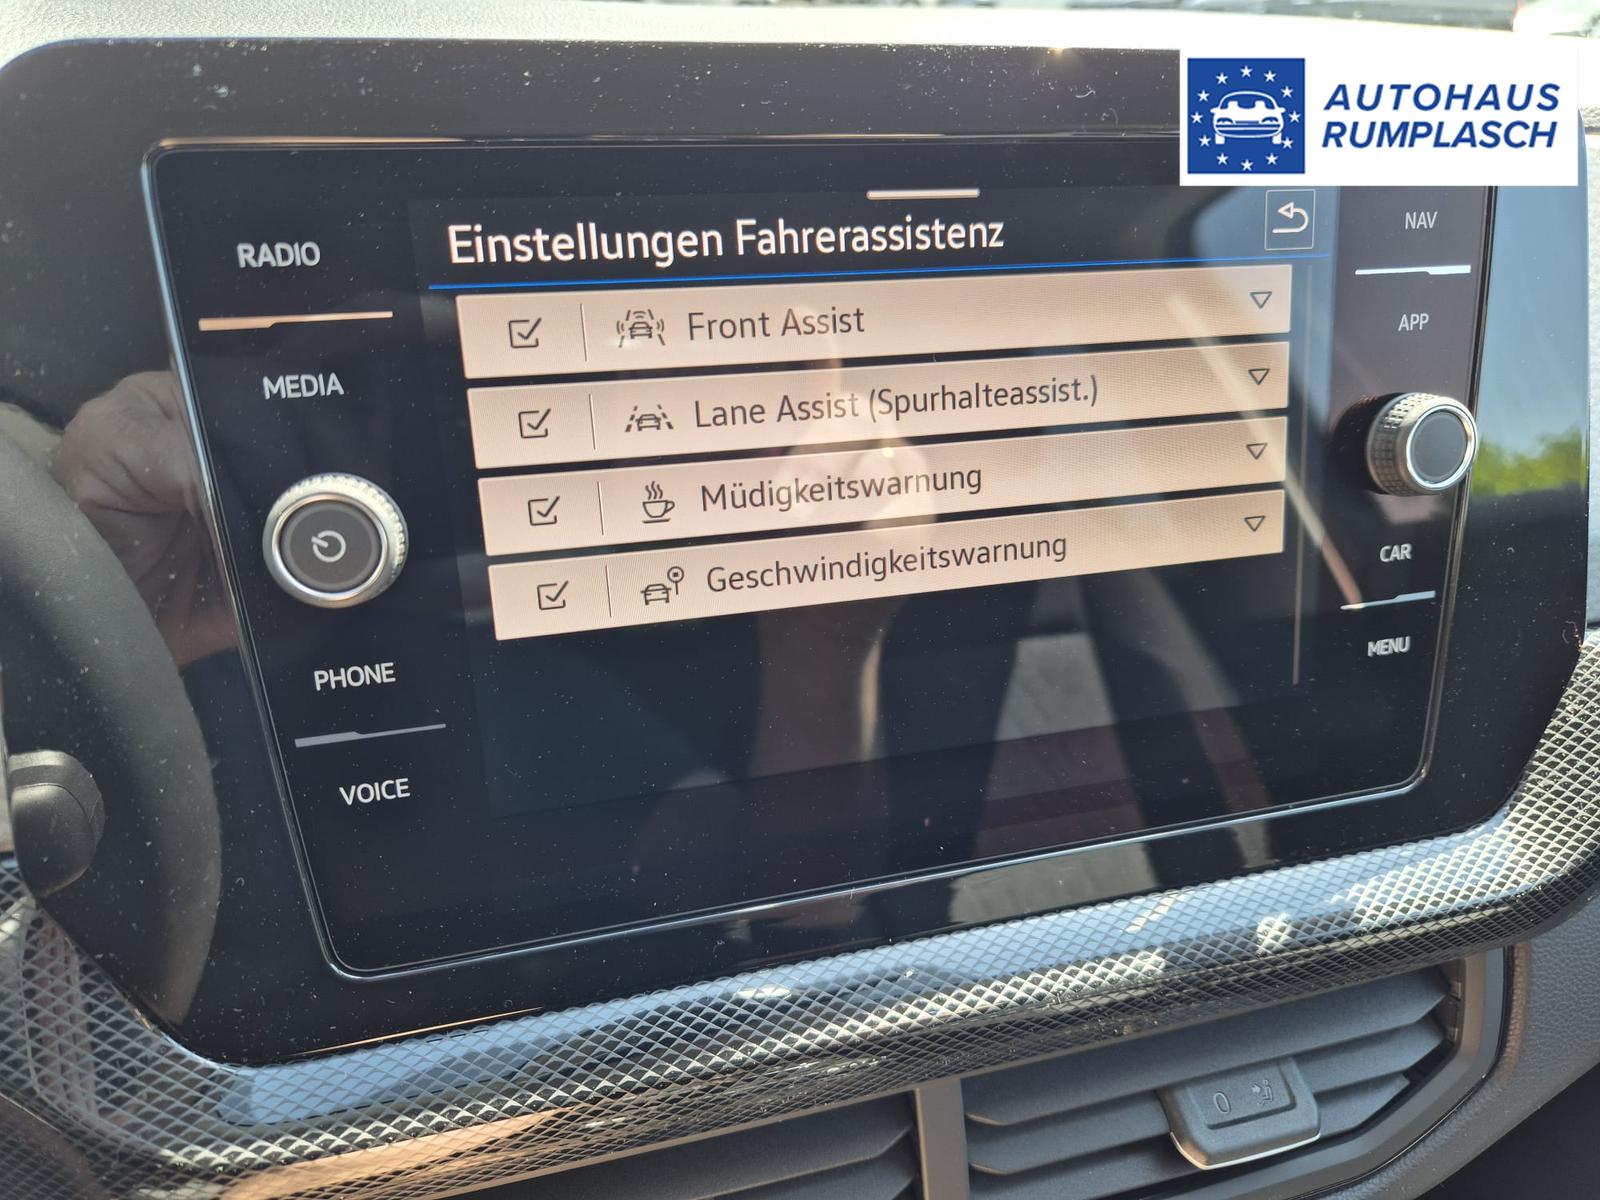 AUTOHAUS
RUMPLASCH
Einstellungen Fahrerassistenz
Front Assist
Lane Assist (Spurhalteassist.)
Müdigkeitswarnung
Geschwindigkeitswarnung
RADIO
MEDIA
PHONE
VOICE
NAV
APP
CAR
MENU
0